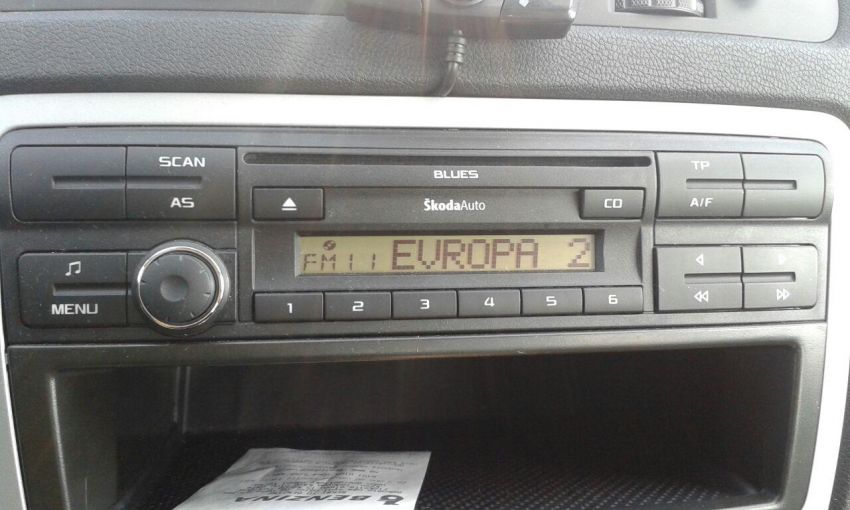 SCAN
AS
BLUES
ŠkodaAuto
CD
TP
A/F
FM11 EVROPA 2
MENU
1 2 3 4 5 6
BENZINA